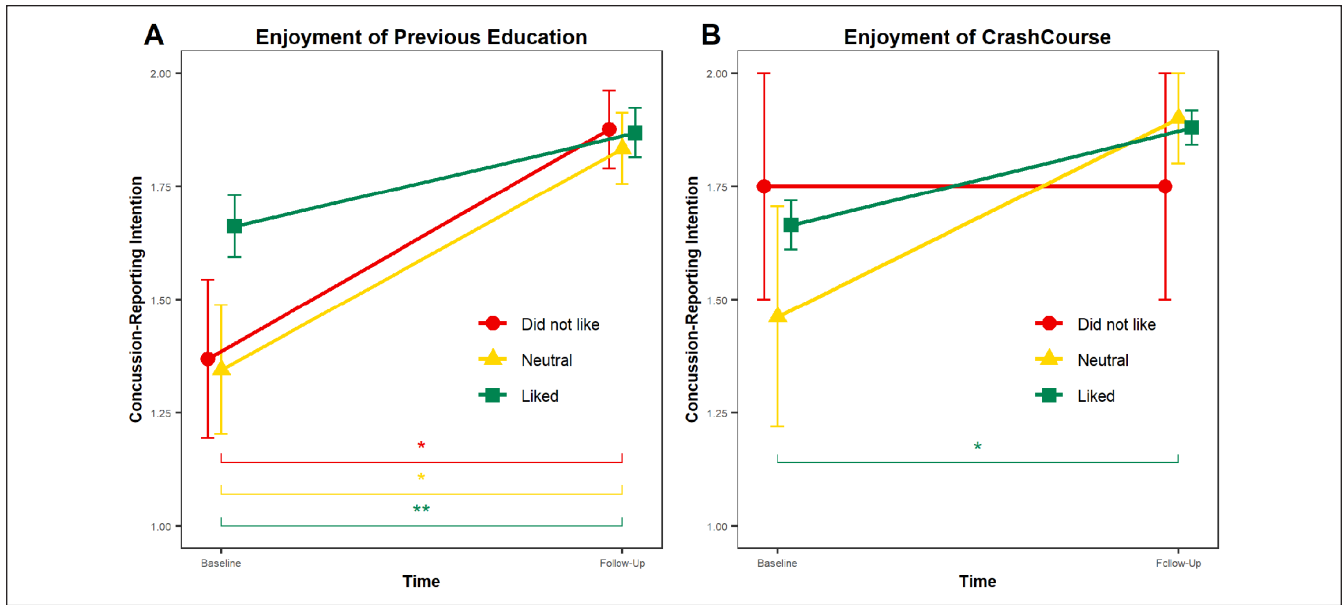 A
Enjoyment of Previous Education
2.00
1.75
1.50
1.25
1.00
Concussion-Reporting Intention
Did not like
Neutral
Liked
*
*
**
Baseline
Follow-Up
Time
B
Enjoyment of CrashCourse
2.00
1.75
1.50
1.25
1.00
Concussion-Reporting Intention
Did not like
Neutral
Liked
*
Baseline
Follow-Up
Time